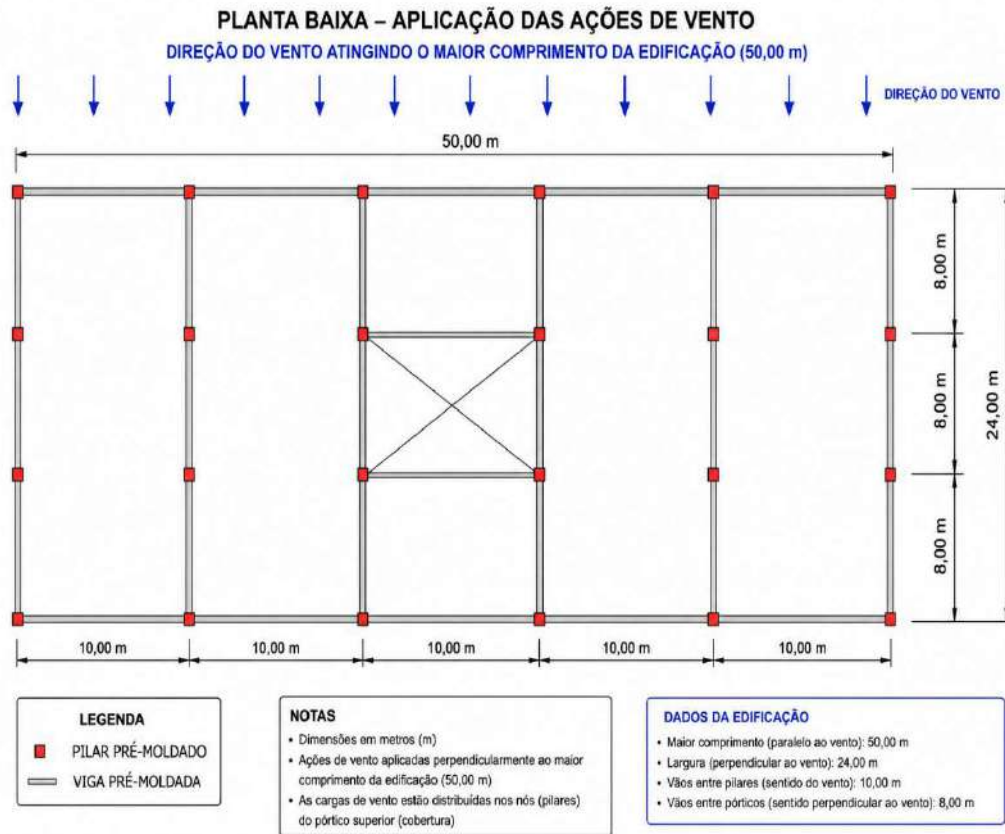 PLANTA BAIXA – APLICAÇÃO DAS AÇÕES DE VENTO
DIREÇÃO DO VENTO ATINGINDO O MAIOR COMPRIMENTO DA EDIFICAÇÃO (50,00 m)
DIREÇÃO DO VENTO
50,00 m
8,00 m
8,00 m
24,00 m
8,00 m
10,00 m
10,00 m
10,00 m
10,00 m
10,00 m
LEGENDA
PILAR PRÉ-MOLDADO
VIGA PRÉ-MOLDADA
NOTAS
• Dimensões em metros (m)
• Ações de vento aplicadas perpendicularmente ao maior
comprimento da edificação (50,00 m)
• As cargas de vento estão distribuídas nos nós (pilares)
do pórtico superior (cobertura)
DADOS DA EDIFICAÇÃO
• Maior comprimento (paralelo ao vento): 50,00 m
• Largura (perpendicular ao vento): 24,00 m
• Vãos entre pilares (sentido do vento): 10,00 m
• Vãos entre pórticos (sentido perpendicular ao vento): 8,00 m